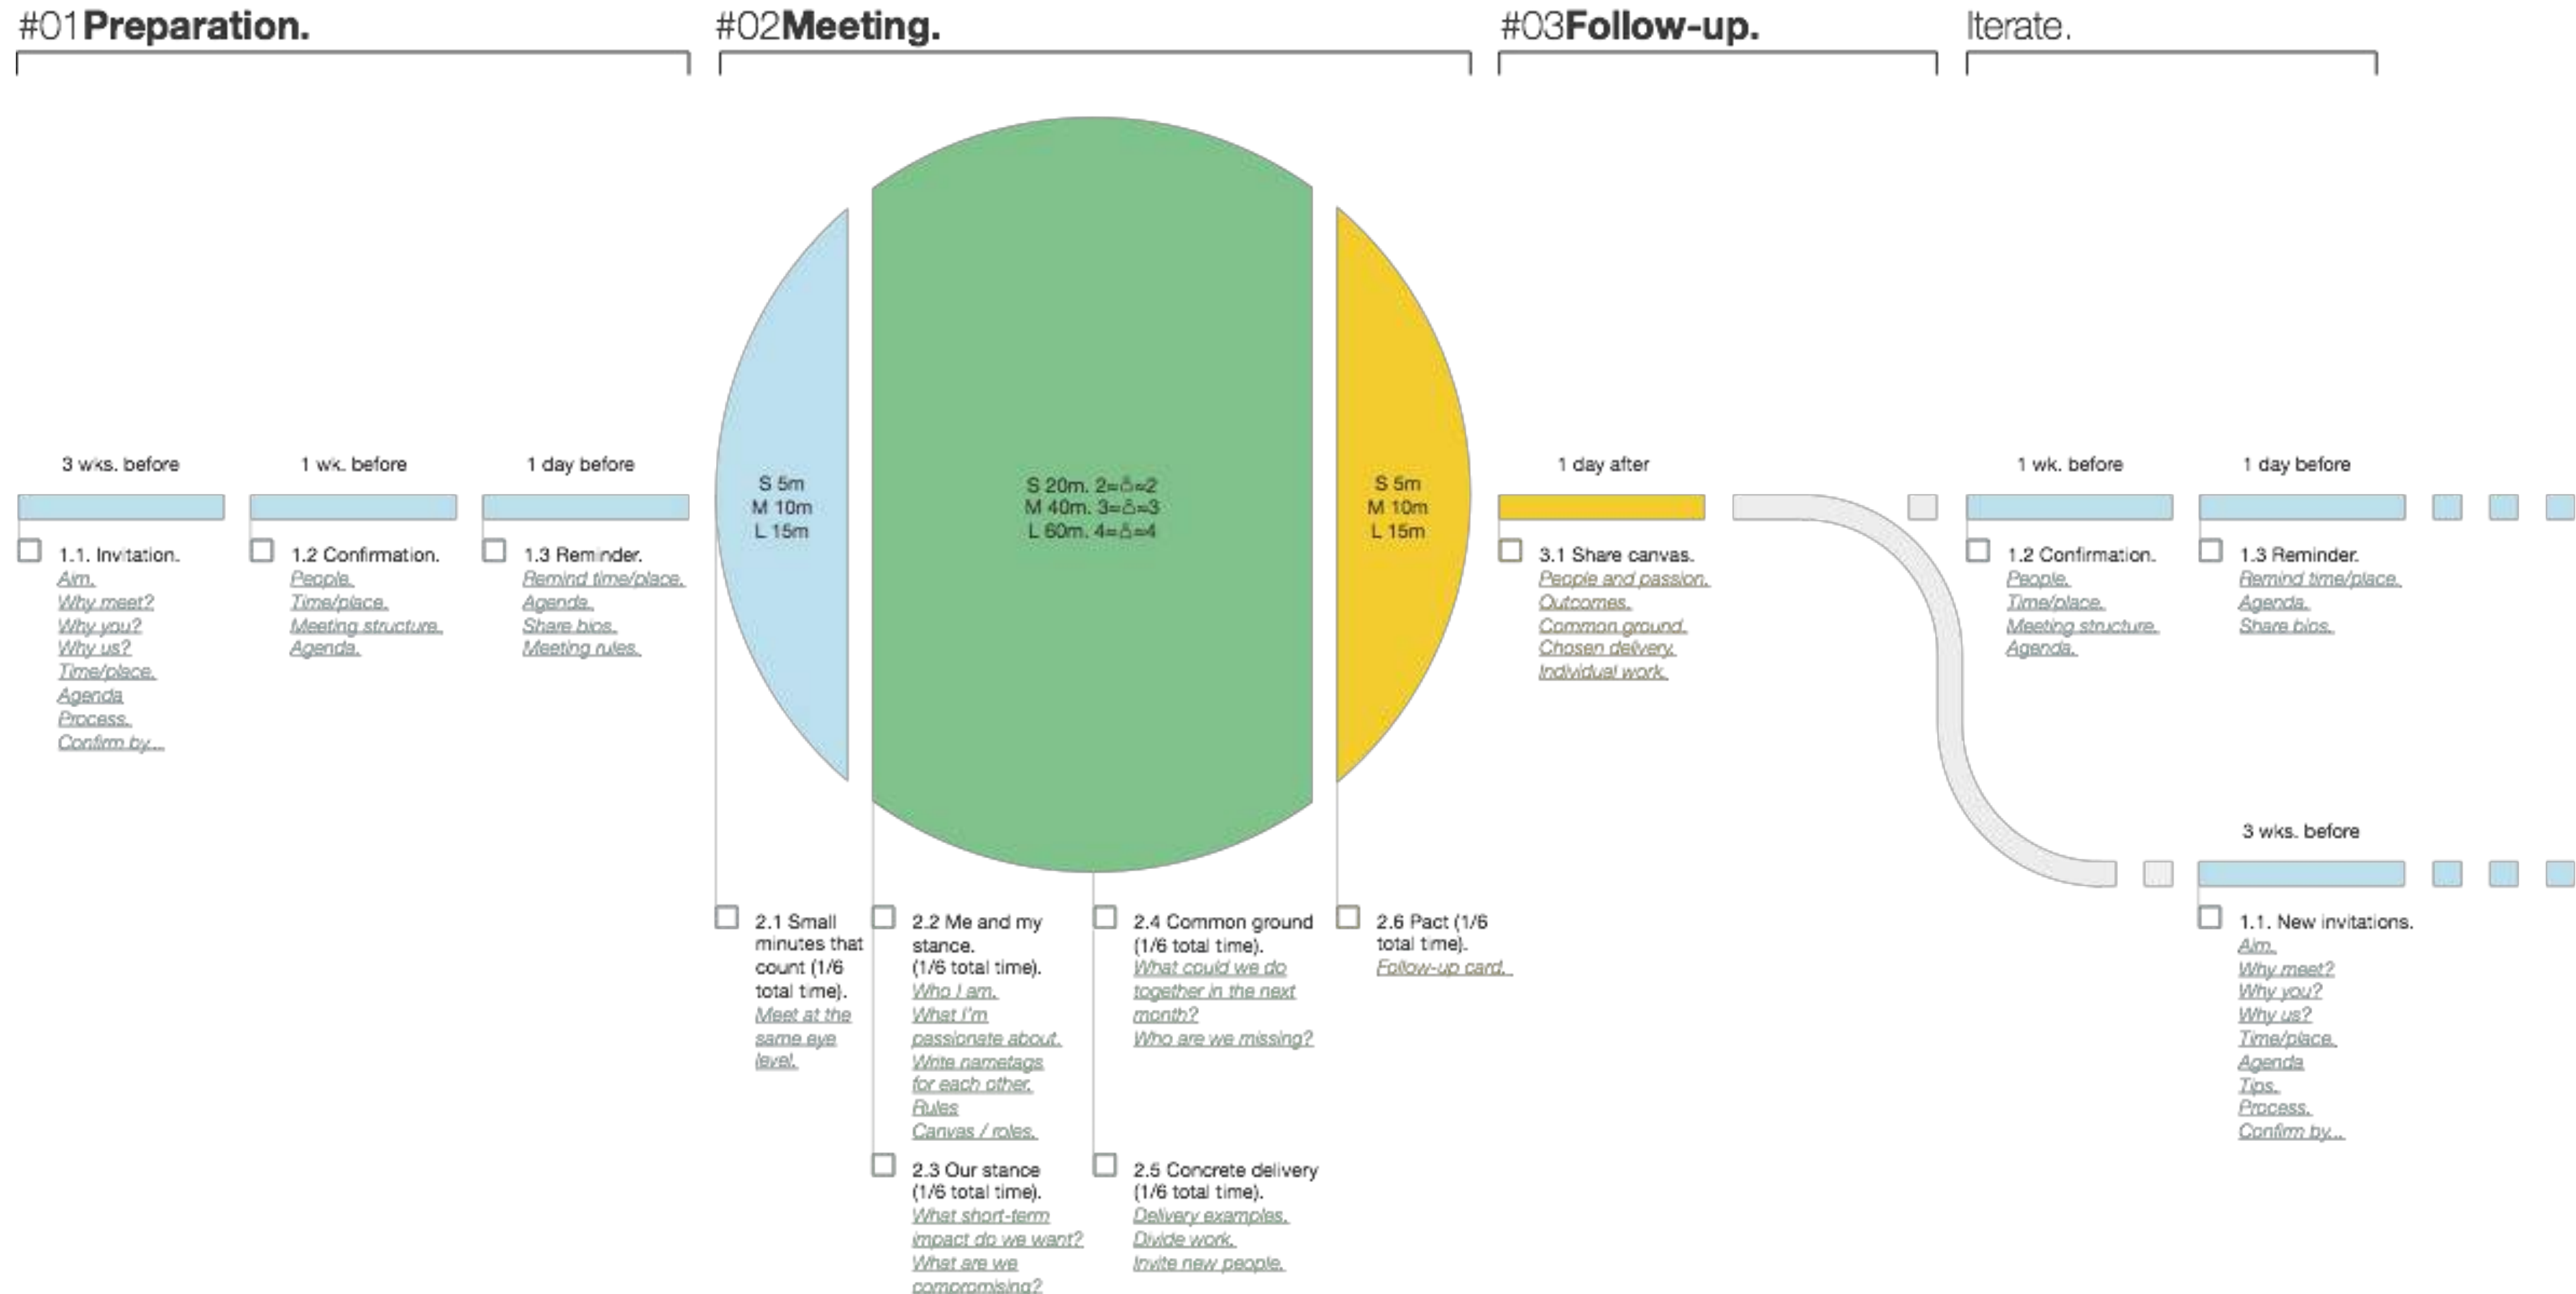 #01Preparation.
#02Meeting.
#03Follow-up.
Iterate.
3 wks. before
1.1. Invitation.
Aim.
Why meet?
Why you?
Why us?
Time/place.
Agenda
Process.
Confirm by...
1 wk. before
1.2 Confirmation.
People.
Time/place.
Meeting structure.
Agenda.
1 day before
1.3 Reminder.
Remind time/place.
Agenda.
Share bios.
Meeting rules.
S 5m
M 10m
L 15m
S 20m. 2=
=2
M 40m. 3=
=3
L 60m. 4=
=4
S 5m
M 10m
L 15m
2.1 Small
minutes that
count (1/6
total time).
Meet at the
same eye
level.
2.2 Me and my
stance.
(1/6 total time).
Who I am.
What I'm
passionate about.
Write nametags
for each other.
Rules
Canvas / roles.
2.3 Our stance
(1/6 total time).
What short-term
impact do we want?
What are we
compromising?
2.4 Common ground
(1/6 total time).
What could we do
together in the next
month?
Who are we missing?
2.5 Concrete delivery
(1/6 total time).
Delivery examples.
Divide work.
Invite new people.
2.6 Pact (1/6
total time).
Follow-up card.
1 day after
3.1 Share canvas.
People and passion.
Outcomes.
Common ground.
Chosen delivery.
Individual work.
1 wk. before
1.2 Confirmation.
People.
Time/place.
Meeting structure.
Agenda.
1 day before
1.3 Reminder.
Remind time/place.
Agenda.
Share bios.
3 wks. before
1.1. New invitations.
Aim.
Why meet?
Why you?
Why us?
Time/place.
Agenda
Tips.
Process.
Confirm by...